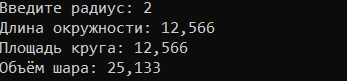 Введите радиус: 2
Длина окружности: 12,566
Площадь круга: 12,566
Объём шара: 25,133